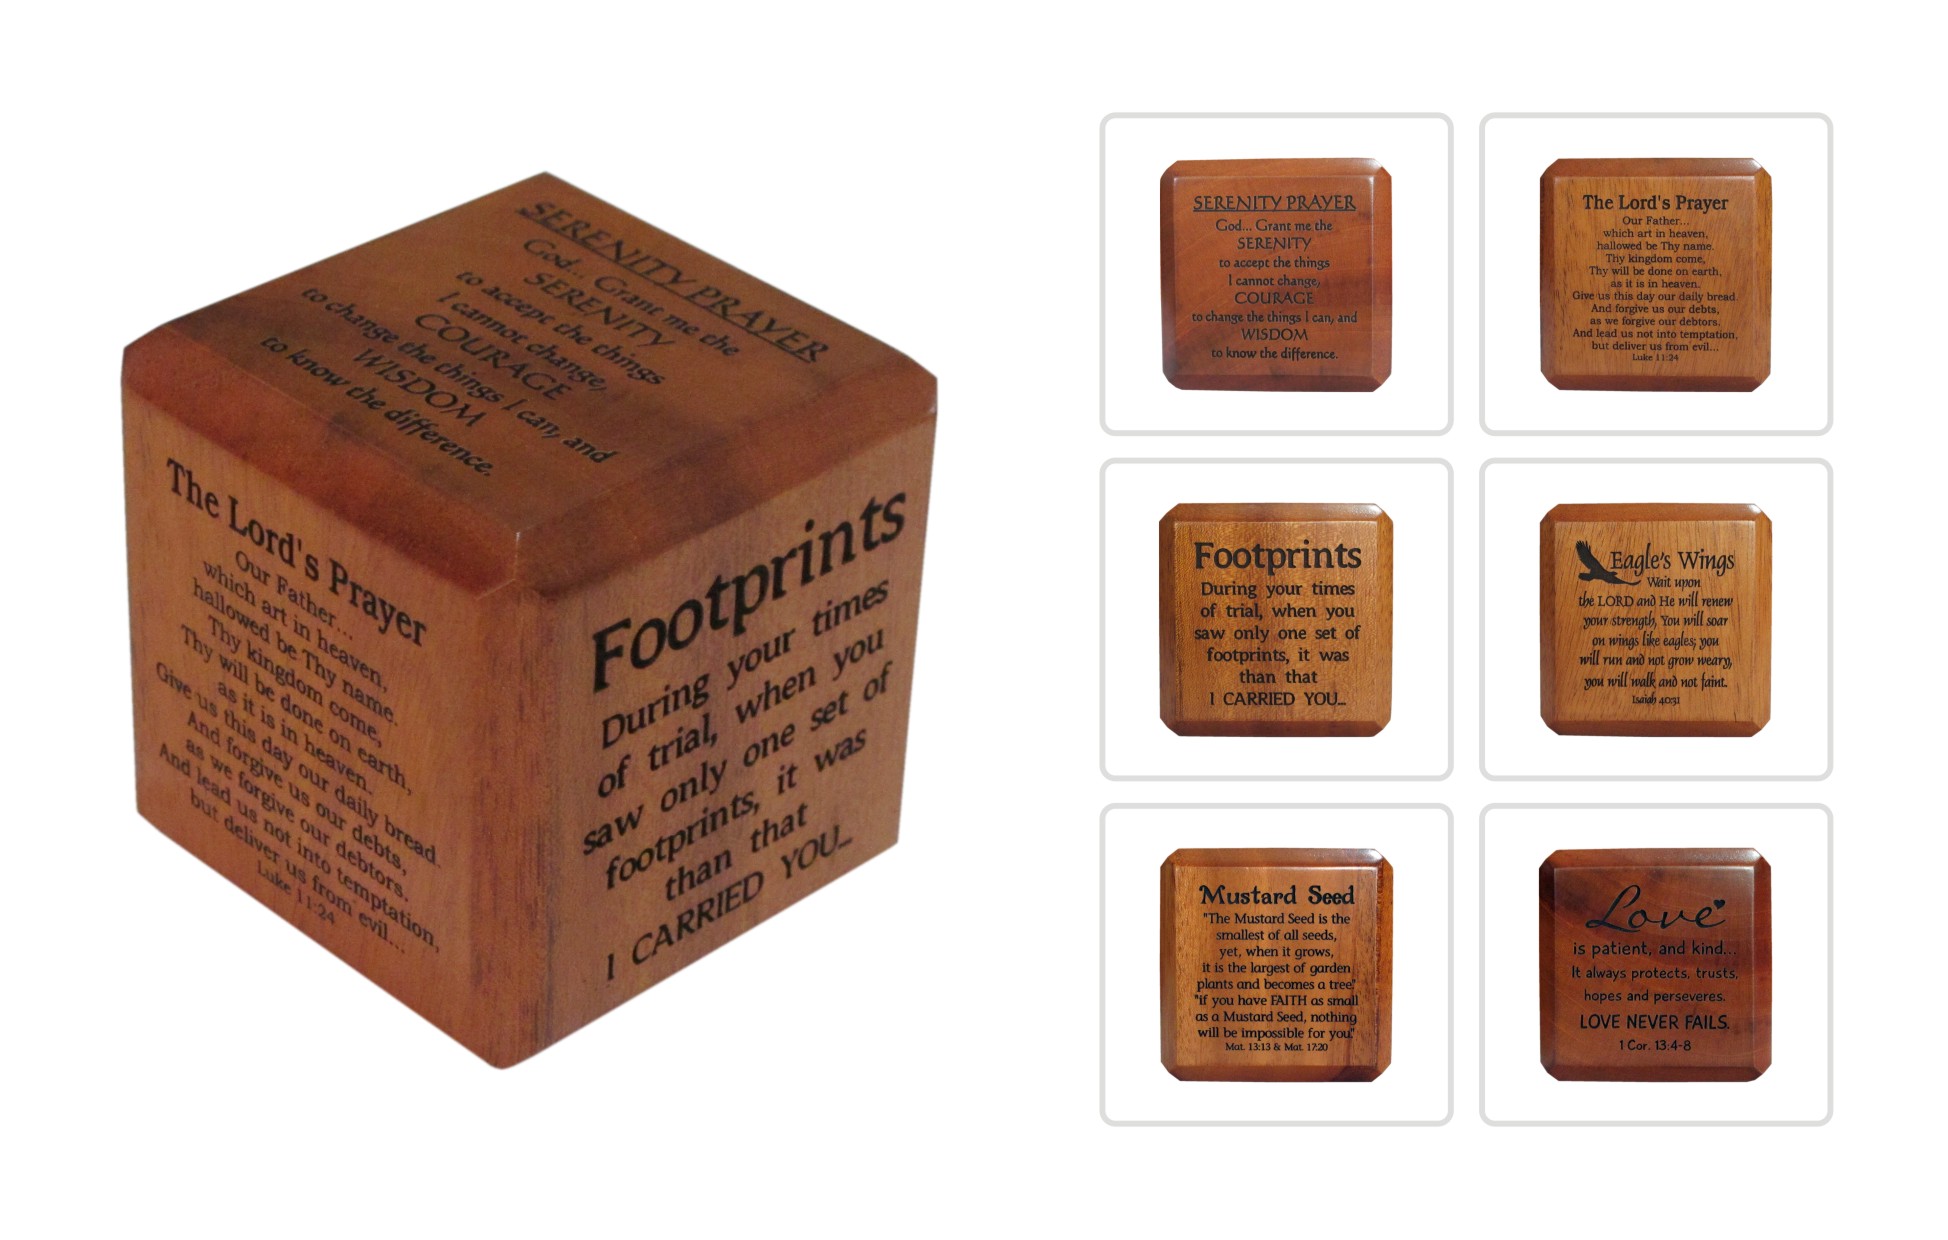 SERENITY PRAYER
God... Grant me the
SERENITY
to accept the things
I cannot change,
COURAGE
to change the things I can, and
WISDOM
to know the difference.
The Lord's Prayer
Our Father...
which art in heaven,
hallowed be Thy name.
Thy kingdom come,
Thy will be done on earth,
as it is in heaven.
Give us this day our daily bread.
And forgive us our debts,
as we forgive our debtors.
And lead us not into temptation,
but deliver us from evil...
Luke 11:24
Footprints
During your times
of trial, when you
saw only one set of
footprints, it was
than that
I CARRIED YOU...
SERENITY PRAYER
God... Grant me the
SERENITY
to accept the things
I cannot change,
COURAGE
to change the things I can, and
WISDOM
to know the difference.
The Lord's Prayer
Our Father...
which art in heaven,
hallowed be Thy name.
Thy kingdom come,
Thy will be done on earth,
as it is in heaven.
Give us this day our daily bread.
And forgive us our debts,
as we forgive our debtors.
And lead us not into temptation,
but deliver us from evil...
Luke 11:24
Footprints
During your times
of trial, when you
saw only one set of
footprints, it was
than that
I CARRIED YOU...
Eagle's Wings
Wait upon
the LORD and He will renew
your strength, You will soar
on wings like eagles; you
will run and not grow weary,
you will walk and not faint.
Isaiah 40:31
Mustard Seed
"The Mustard Seed is the
smallest of all seeds,
yet, when it grows,
it is the largest of garden
plants and becomes a tree"
"if you have FAITH as small
as a Mustard Seed, nothing
will be impossible for you."
Mat. 13:13 & Mat. 17:20
Love
is patient, and kind...
It always protects, trusts,
hopes and perseveres.
LOVE NEVER FAILS.
1 Cor. 13:4-8